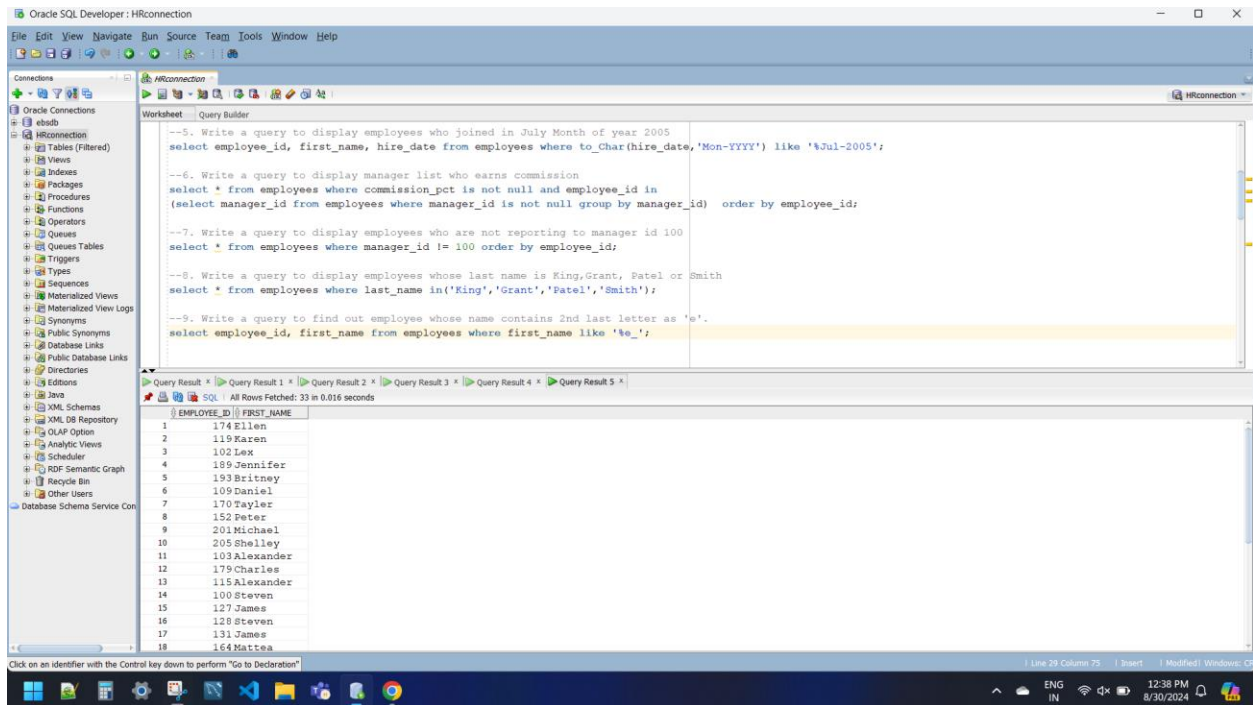 Oracle SQL Developer : HRconnection
File Edit View Navigate Run Source Team Tools Window Help
Connections
HRconnection
HRconnection
Oracle Connections
ebsdb
HRconnection
Tables (Filtered)
Views
Indexes
Packages
Procedures
Functions
Operators
Queues
Queues Tables
Triggers
Types
Sequences
Materialized Views
Materialized View Logs
Synonyms
Public Synonyms
Database Links
Public Database Links
Directories
Editions
Java
XML Schemas
XML DB Repository
OLAP Option
Analytic Views
Scheduler
RDF Semantic Graph
Recycle Bin
Other Users
Database Schema Service Con
Worksheet Query Builder
--5. Write a query to display employees who joined in July Month of year 2005
select employee_id, first_name, hire_date from employees where to_Char(hire_date,'Mon-YYYY') like '%Jul-2005';
--6. Write a query to display manager list who earns commission
select * from employees where commission_pct is not null and employee_id in
(select manager_id from employees where manager_id is not null group by manager_id) order by employee_id;
--7. Write a query to display employees who are not reporting to manager id 100
select * from employees where manager_id != 100 order by employee_id;
--8. Write a query to display employees whose last name is King,Grant, Patel or Smith
select * from employees where last_name in('King','Grant','Patel','Smith');
--9. Write a query to find out employee whose name contains 2nd last letter as 'e'.
select employee_id, first_name from employees where first_name like '%e_';
Query Result Query Result 1 Query Result 2 Query Result 3 Query Result 4 Query Result 5
SQL | All Rows Fetched: 33 in 0.016 seconds
EMPLOYEE_ID FIRST_NAME
1 174 Ellen
2 119 Karen
3 102 Lex
4 189 Jennifer
5 193 Britney
6 109 Daniel
7 170 Tayler
8 152 Peter
9 201 Michael
10 205 Shelley
11 103 Alexander
12 179 Charles
13 115 Alexander
14 100 Steven
15 127 James
16 128 Steven
17 131 James
18 164 Mattea
Click on an identifier with the Control key down to perform "Go to Declaration"
Line 29 Column 75 | Insert | Modified | Windows: CR
ENG
IN
12:38 PM
8/30/2024